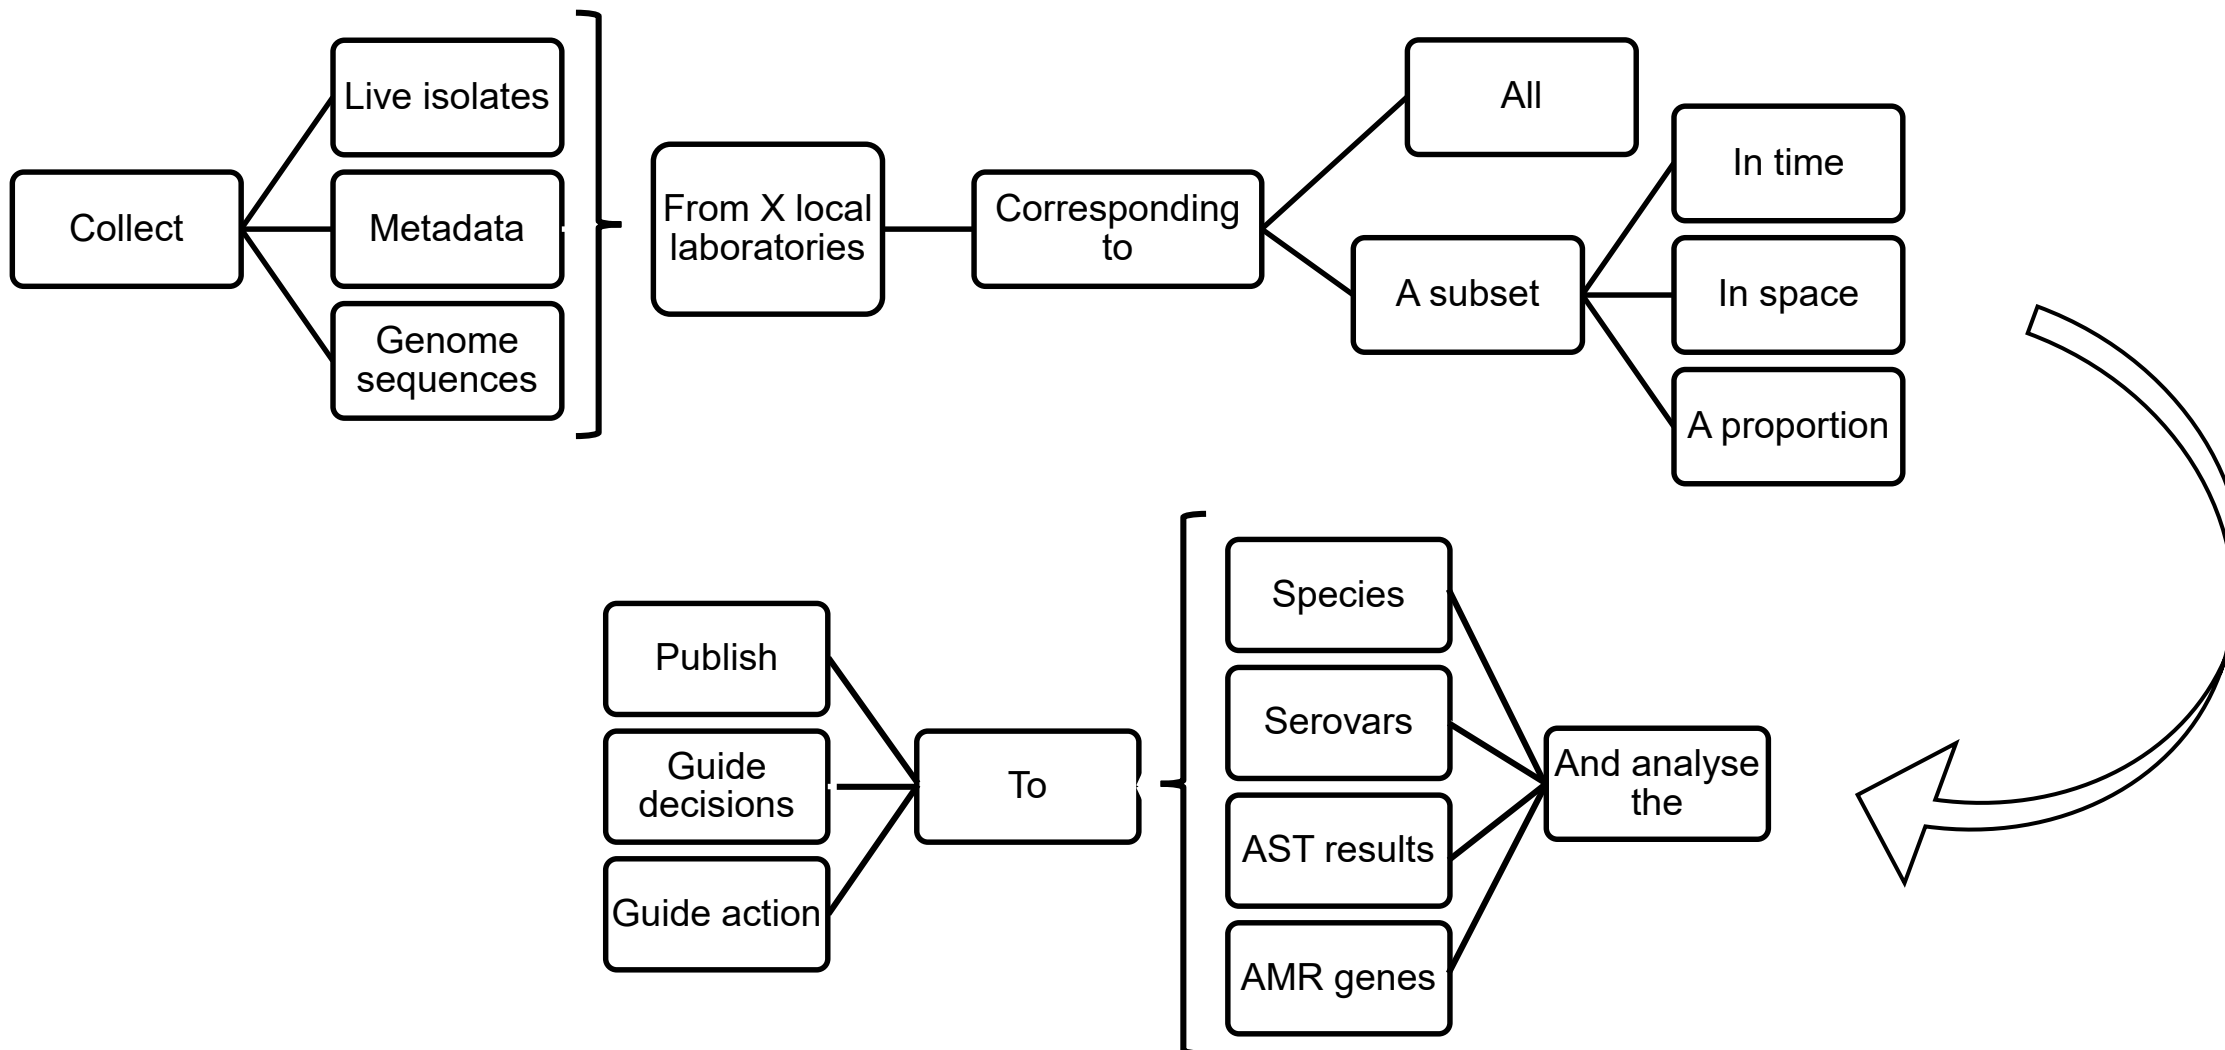 Collect
Live isolates
Metadata
Genome
sequences
From X local
laboratories
Corresponding
to
All
A subset
In time
In space
A proportion
And analyse
the
Species
Serovars
AST results
AMR genes
To
Publish
Guide
decisions
Guide action